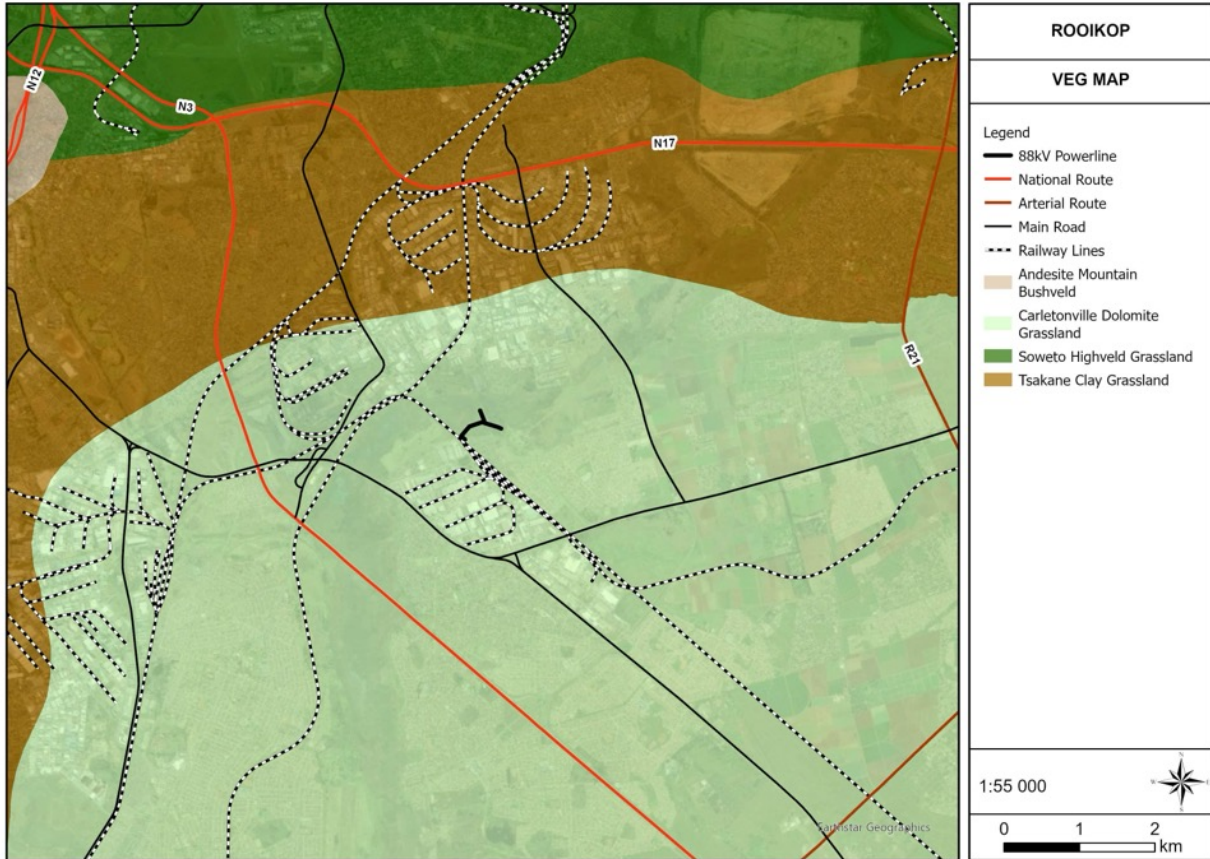 ROOIKOP
VEG MAP
Legend
88kV Powerline
National Route
Arterial Route
Main Road
Railway Lines
Andesite Mountain
Bushveld
Carletonville Dolomite
Grassland
Soweto Highveld Grassland
Tsakane Clay Grassland
N12
N3
N17
R21
Earthstar Geographics
1:55 000
N
W
E
S
0 1 2
km